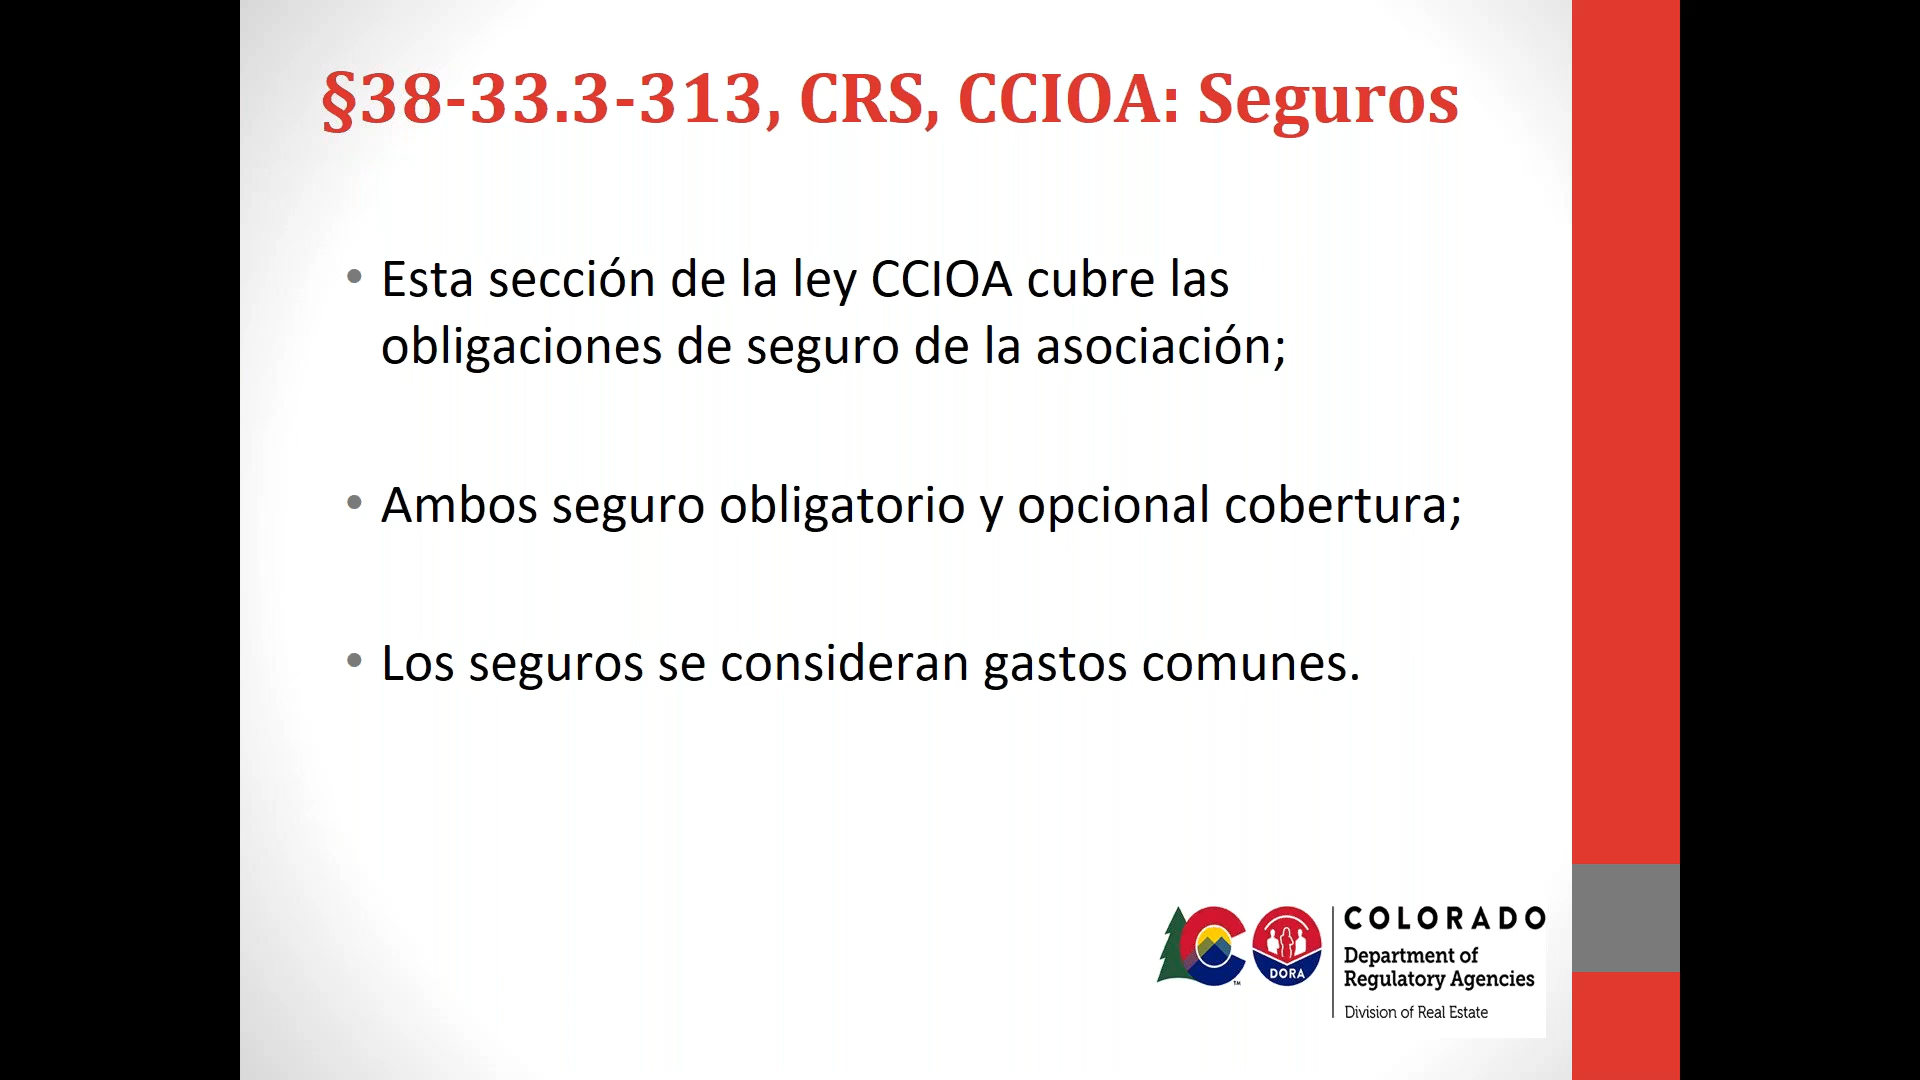 §38-33.3-313, CRS, CCIOA: Seguros
• Esta sección de la ley CCIOA cubre las
obligaciones de seguro de la asociación;
• Ambos seguro obligatorio y opcional cobertura;
• Los seguros se consideran gastos comunes.
COLORADO
Department of
Regulatory Agencies
Division of Real Estate
DORA
TM